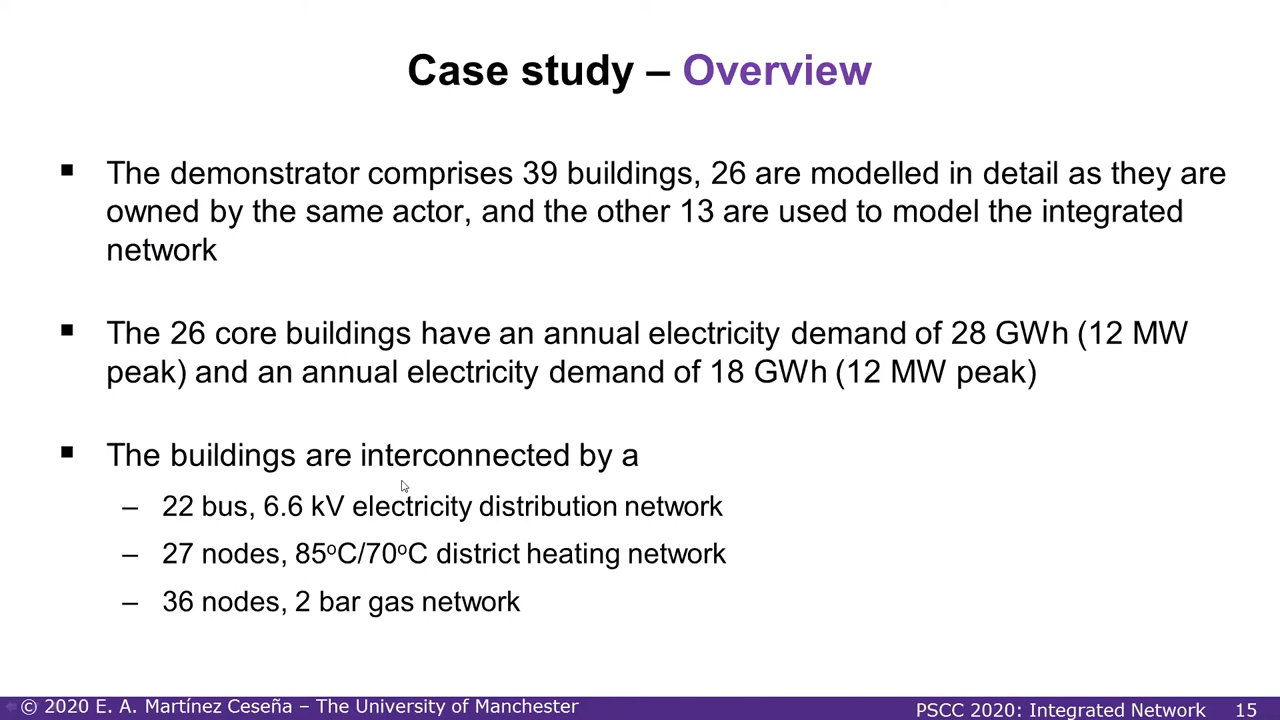 Case study – Overview
▪ The demonstrator comprises 39 buildings, 26 are modelled in detail as they are
owned by the same actor, and the other 13 are used to model the integrated
network
▪ The 26 core buildings have an annual electricity demand of 28 GWh (12 MW
peak) and an annual electricity demand of 18 GWh (12 MW peak)
▪ The buildings are interconnected by a
– 22 bus, 6.6 kV electricity distribution network
– 27 nodes, 85ºC/70ºC district heating network
– 36 nodes, 2 bar gas network
© 2020 E. A. Martínez Ceseña – The University of Manchester
PSCC 2020: Integrated Network 15